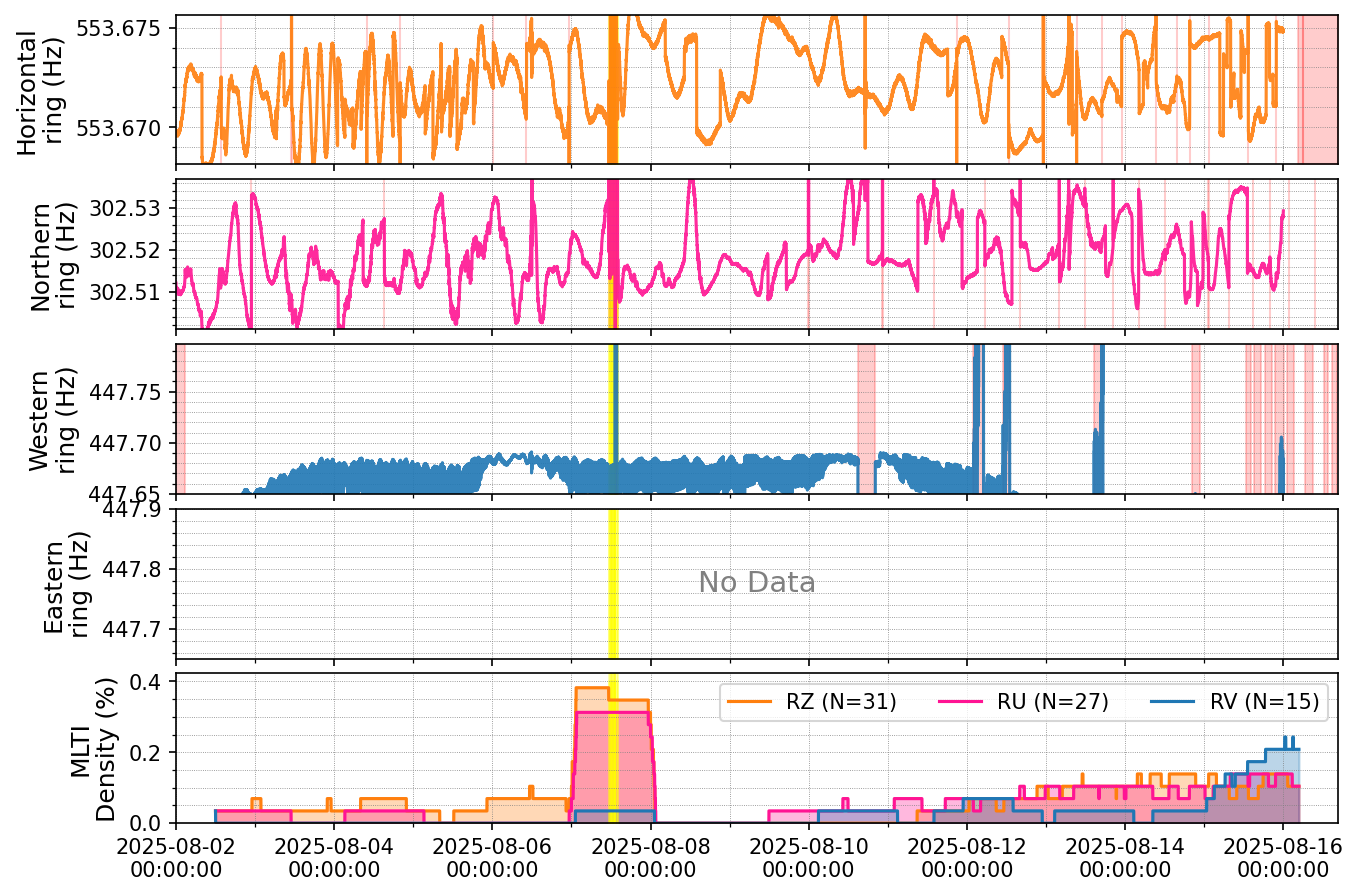 Horizontal
ring (Hz)
553.675
553.670
Northern
ring (Hz)
302.53
302.52
302.51
Western
ring (Hz)
447.75
447.70
447.65
Eastern
ring (Hz)
447.9
447.8
447.7
No Data
MLTI
Density (%)
0.4
0.2
0.0
RZ (N=31)
RU (N=27)
RV (N=15)
2025-08-02
00:00:00
2025-08-04
00:00:00
2025-08-06
00:00:00
2025-08-08
00:00:00
2025-08-10
00:00:00
2025-08-12
00:00:00
2025-08-14
00:00:00
2025-08-16
00:00:00